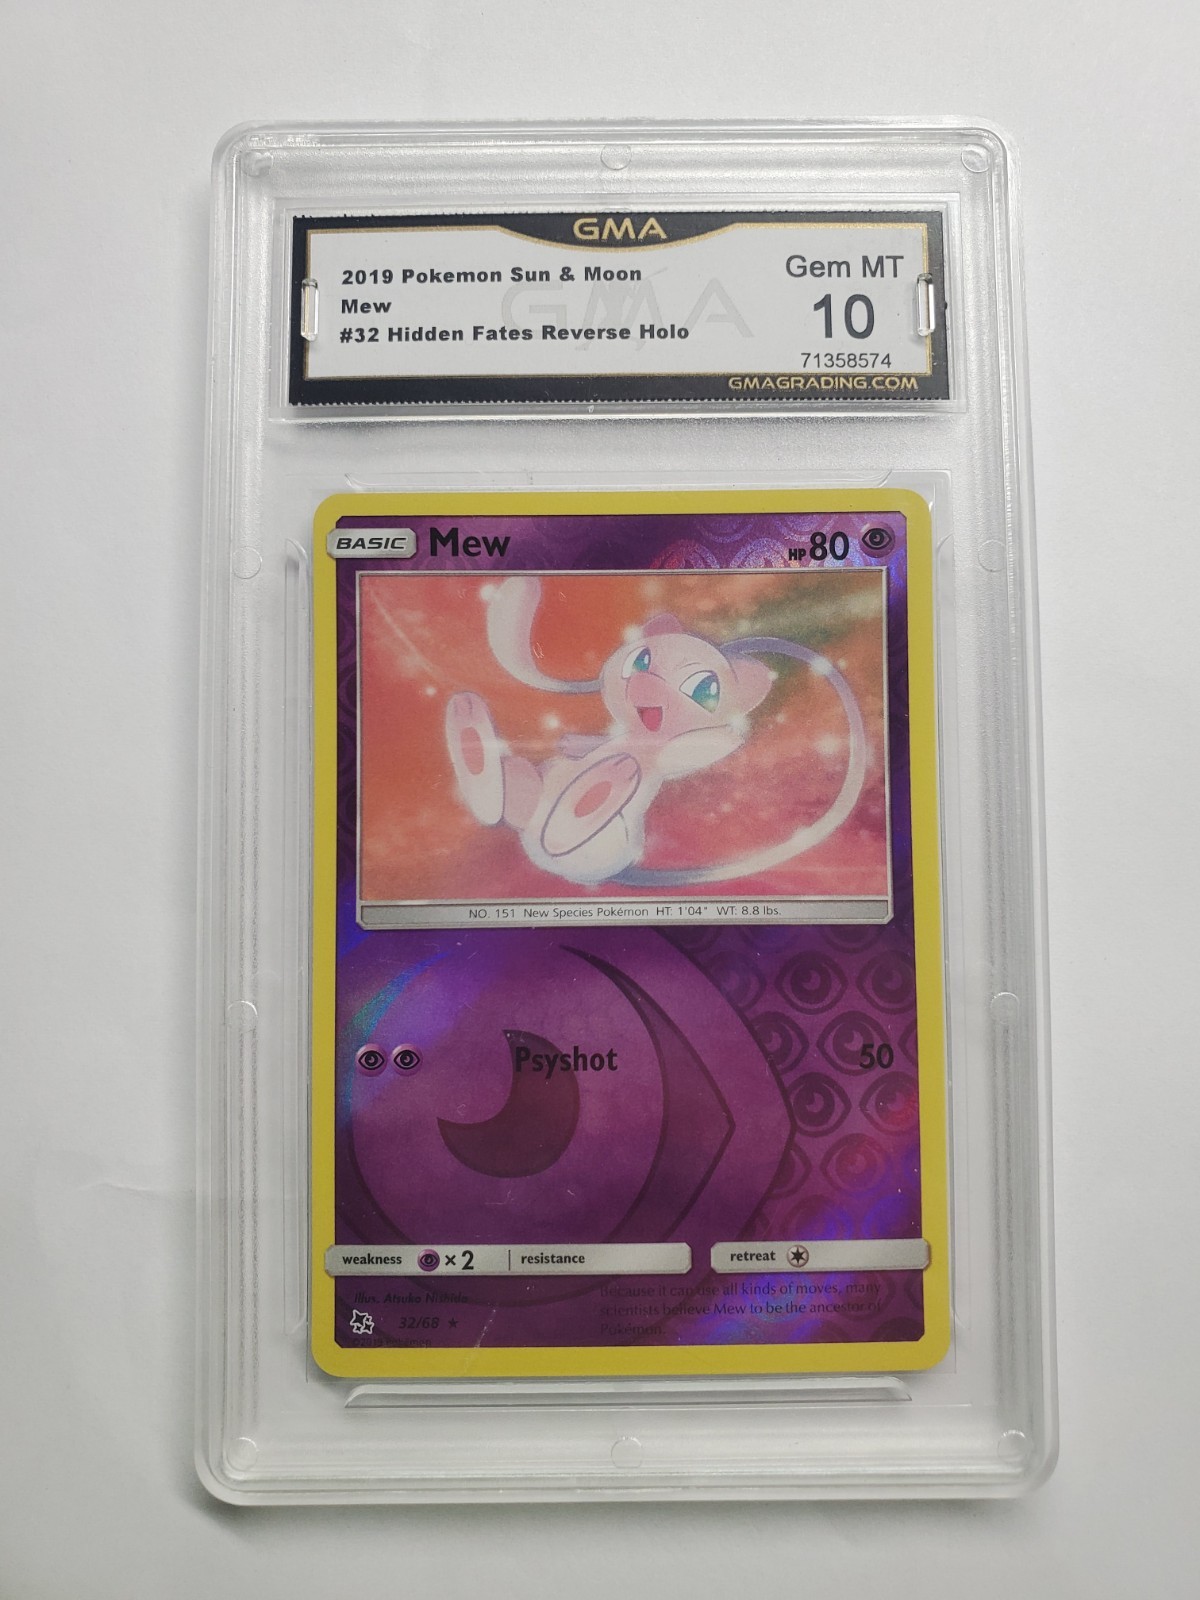 GMA
2019 Pokemon Sun & Moon
Mew
#32 Hidden Fates Reverse Holo
Gem MT
10
71358574
GMAGRADING.COM
BASIC Mew HP 80
NO. 151 New Species Pokémon HT: 1'04" WT: 8.8 lbs.
Psyshot 50
weakness ×2 resistance retreat
Illus. Atsuko Nishida
32/68 ★
©2019 Pokémon
Because it can use all kinds of moves, many
scientists believe Mew to be the ancestor of
Pokémon.